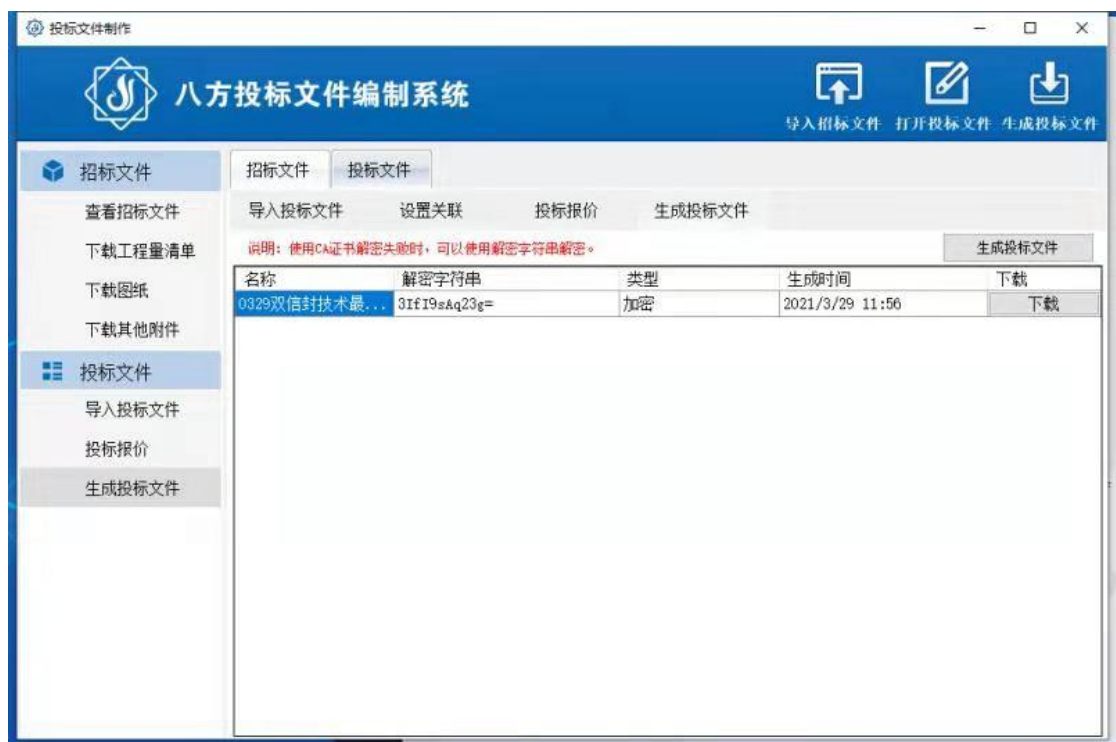 投标文件制作
八方投标文件编制系统
导入招标文件 打开投标文件 生成投标文件
招标文件
查看招标文件
下载工程量清单
下载图纸
下载其他附件
投标文件
导入投标文件
投标报价
生成投标文件
招标文件 投标文件
导入投标文件 设置关联 投标报价 生成投标文件
说明：使用CA证书解密失败时，可以使用解密字符串解密。 生成投标文件
名称 解密字符串 类型 生成时间 下载
0329双信封技术最... 3IfI9sAq23g= 加密 2021/3/29 11:56 下载